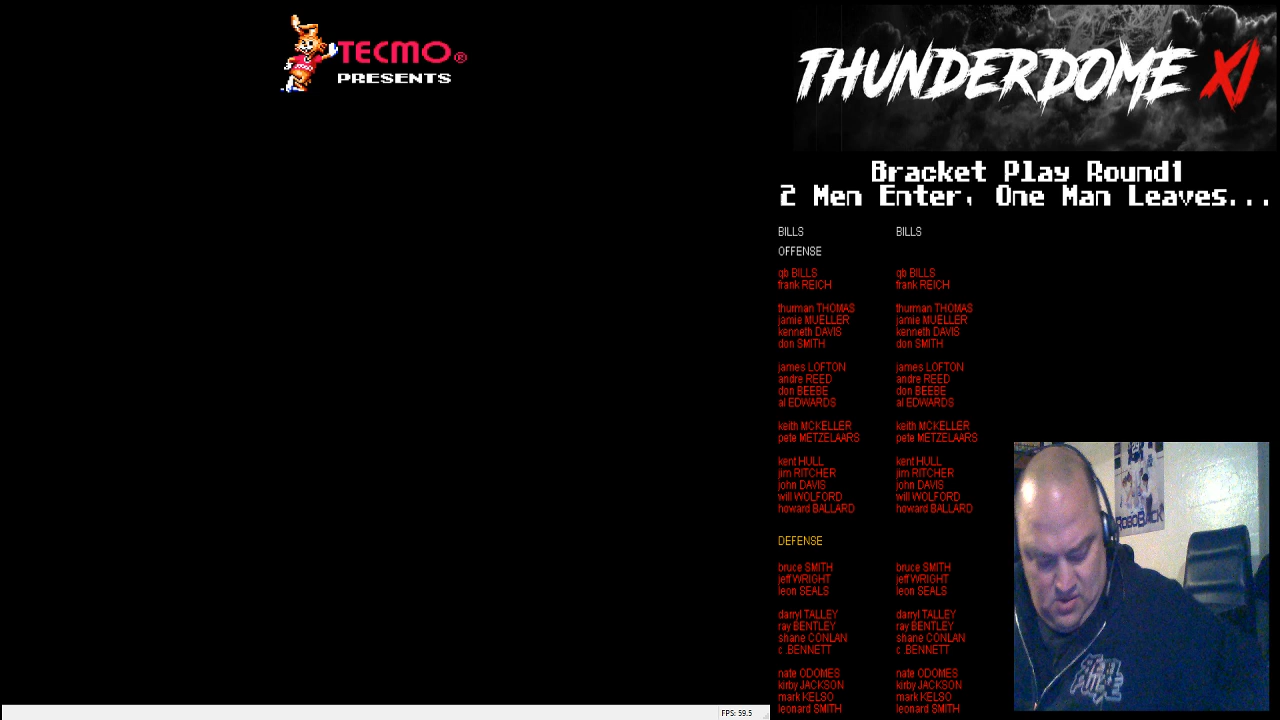 TECMO®
PRESENTS
THUNDERDOME XI
Bracket Play Round1
2 Men Enter, One Man Leaves...
BILLS BILLS
OFFENSE
qb BILLS qb BILLS
frank REICH frank REICH
thurman THOMAS thurman THOMAS
jamie MUELLER jamie MUELLER
kenneth DAVIS kenneth DAVIS
don SMITH don SMITH
james LOFTON james LOFTON
andre REED andre REED
don BEEBE don BEEBE
al EDWARDS al EDWARDS
keith MCKELLER keith MCKELLER
pete METZELAARS pete METZELAARS
kent HULL kent HULL
jim RITCHER jim RITCHER
john DAVIS john DAVIS
will WOLFORD will WOLFORD
howard BALLARD howard BALLARD
DEFENSE
bruce SMITH bruce SMITH
jeff WRIGHT jeff WRIGHT
leon SEALS leon SEALS
darryl TALLEY darryl TALLEY
ray BENTLEY ray BENTLEY
shane CONLAN shane CONLAN
c .BENNETT c .BENNETT
nate ODOMES nate ODOMES
kirby JACKSON kirby JACKSON
mark KELSO mark KELSO
leonard SMITH leonard SMITH
ROBOBACK
FPS: 59.5